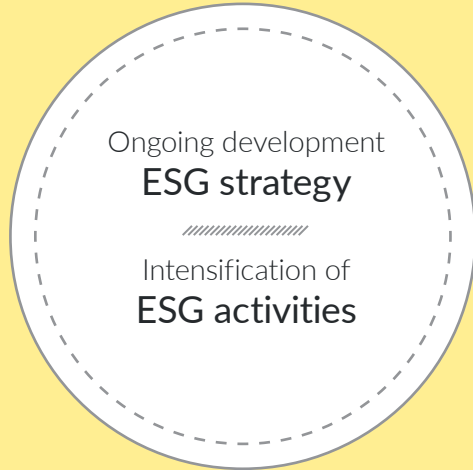 Ongoing development
ESG strategy
Intensification of
ESG activities